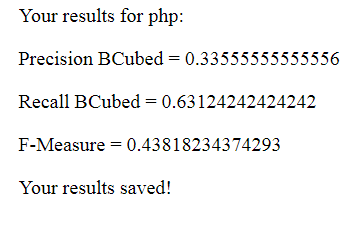 Your results for php:
Precision BCubed = 0.33555555555556
Recall BCubed = 0.63124242424242
F-Measure = 0.43818234374293
Your results saved!